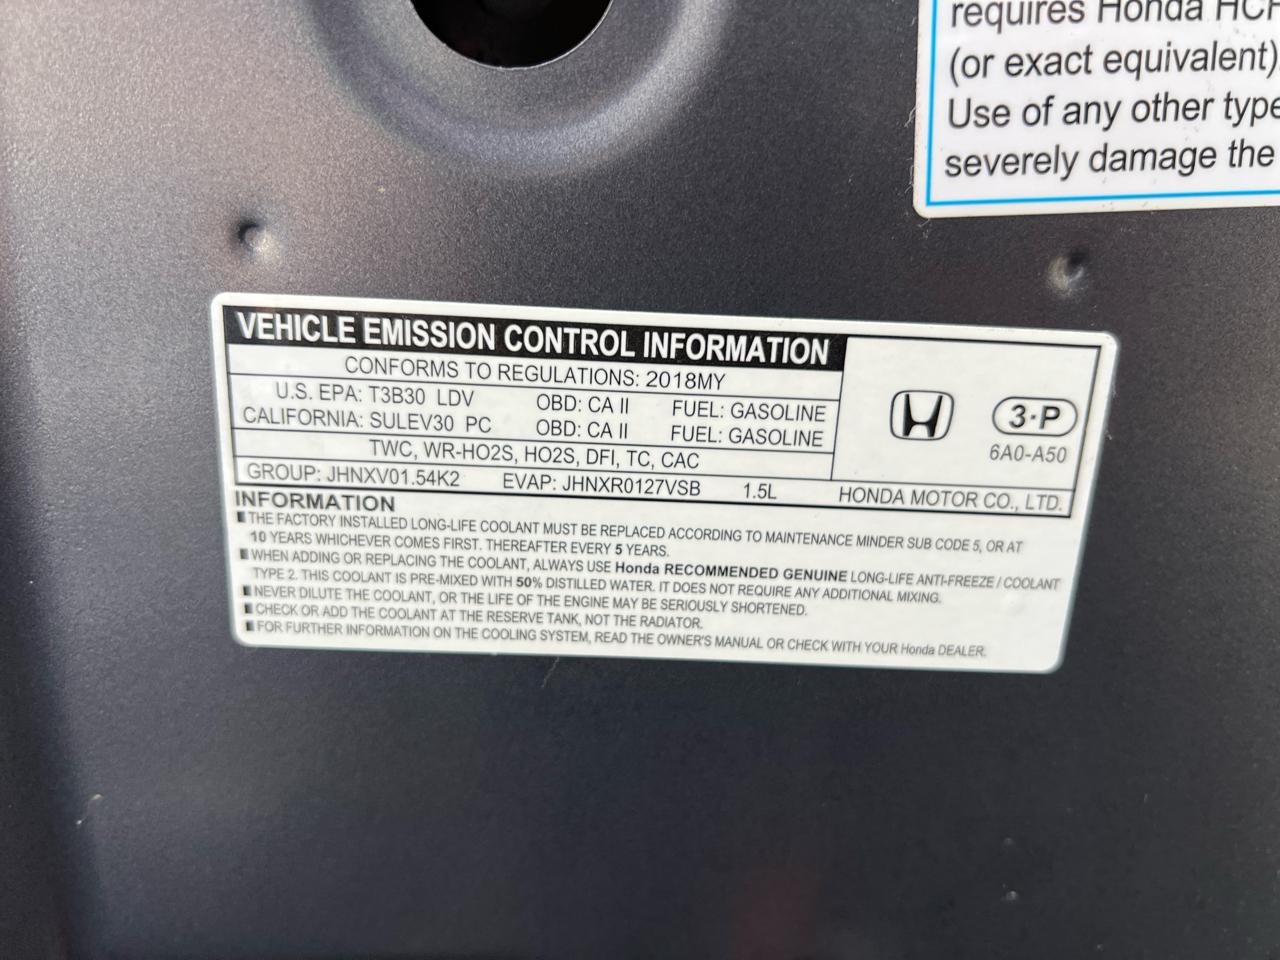 requires Honda
(or exact equivalent)
Use of any other type
severely damage the
VEHICLE EMISSION CONTROL INFORMATION
CONFORMS TO REGULATIONS: 2018MY
U.S. EPA: T3B30 LDV OBD: CA II FUEL: GASOLINE
CALIFORNIA: SULEV30 PC OBD: CA II FUEL: GASOLINE
TWC, WR-HO2S, HO2S, DFI, TC, CAC
GROUP: JHNXV01.54K2 EVAP: JHNXR0127VSB 1.5L
3·P
6A0-A50
HONDA MOTOR CO., LTD.
INFORMATION
THE FACTORY INSTALLED LONG-LIFE COOLANT MUST BE REPLACED ACCORDING TO MAINTENANCE MINDER SUB CODE 5, OR AT
10 YEARS WHICHEVER COMES FIRST. THEREAFTER EVERY 5 YEARS.
WHEN ADDING OR REPLACING THE COOLANT, ALWAYS USE Honda RECOMMENDED GENUINE LONG-LIFE ANTI-FREEZE / COOLANT
TYPE 2. THIS COOLANT IS PRE-MIXED WITH 50% DISTILLED WATER. IT DOES NOT REQUIRE ANY ADDITIONAL MIXING.
NEVER DILUTE THE COOLANT, OR THE LIFE OF THE ENGINE MAY BE SERIOUSLY SHORTENED.
CHECK OR ADD THE COOLANT AT THE RESERVE TANK, NOT THE RADIATOR.
FOR FURTHER INFORMATION ON THE COOLING SYSTEM, READ THE OWNER'S MANUAL OR CHECK WITH YOUR Honda DEALER.